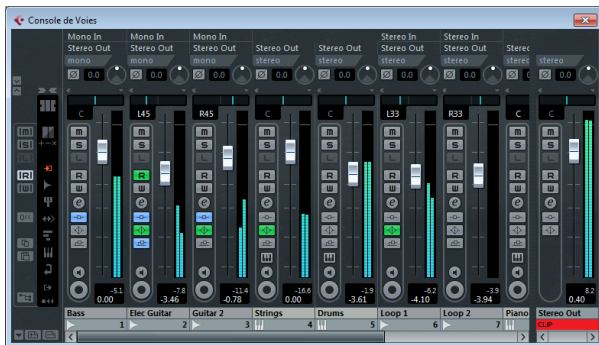 Console de Voies
Mono In Mono In Mono In Stereo In Stereo In
Stereo Out Stereo Out Stereo Out Stereo Out Stereo Out Stereo Out Stereo Out Stereo
mono mono mono stereo stereo stereo stereo stereo stereo
Ø 0.0 Ø 0.0 Ø 0.0 Ø 0.0 Ø 0.0 Ø 0.0 Ø 0.0 Ø 0.0 Ø 0.0
C L45 R45 C C L33 R33 C C
[m] m m m m m m m m m
[S] S S S S S S S S S
[L] L L L L L L L L L
[R] R R R R R R R R R
[W] W W W W W W W W W
e e e e e e e e e
-5.1 -7.8 -11.4 -16.6 -1.9 -6.2 -3.9 8.2
0.00 -3.46 -0.78 0.00 -3.61 -4.10 -3.94 0.40
Bass Elec Guitar Guitar 2 Strings Drums Loop 1 Loop 2 Piano Stereo Out
1 2 3 4 5 6 7 CLIP